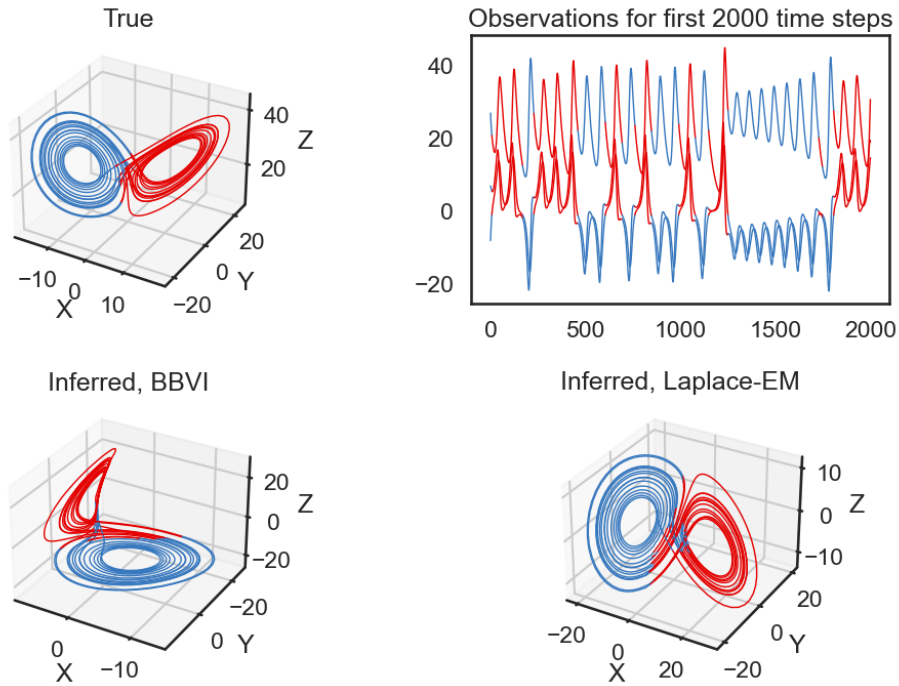 True
40
Z
20
20
0
Y
−20
−10
0
10
X
Observations for first 2000 time steps
40
20
0
−20
0
500
1000
1500
2000
Inferred, BBVI
20
Z
0
−20
−20
0
Y
0
−10
X
Inferred, Laplace-EM
10
Z
0
−10
20
0
Y
−20
−20
0
20
X